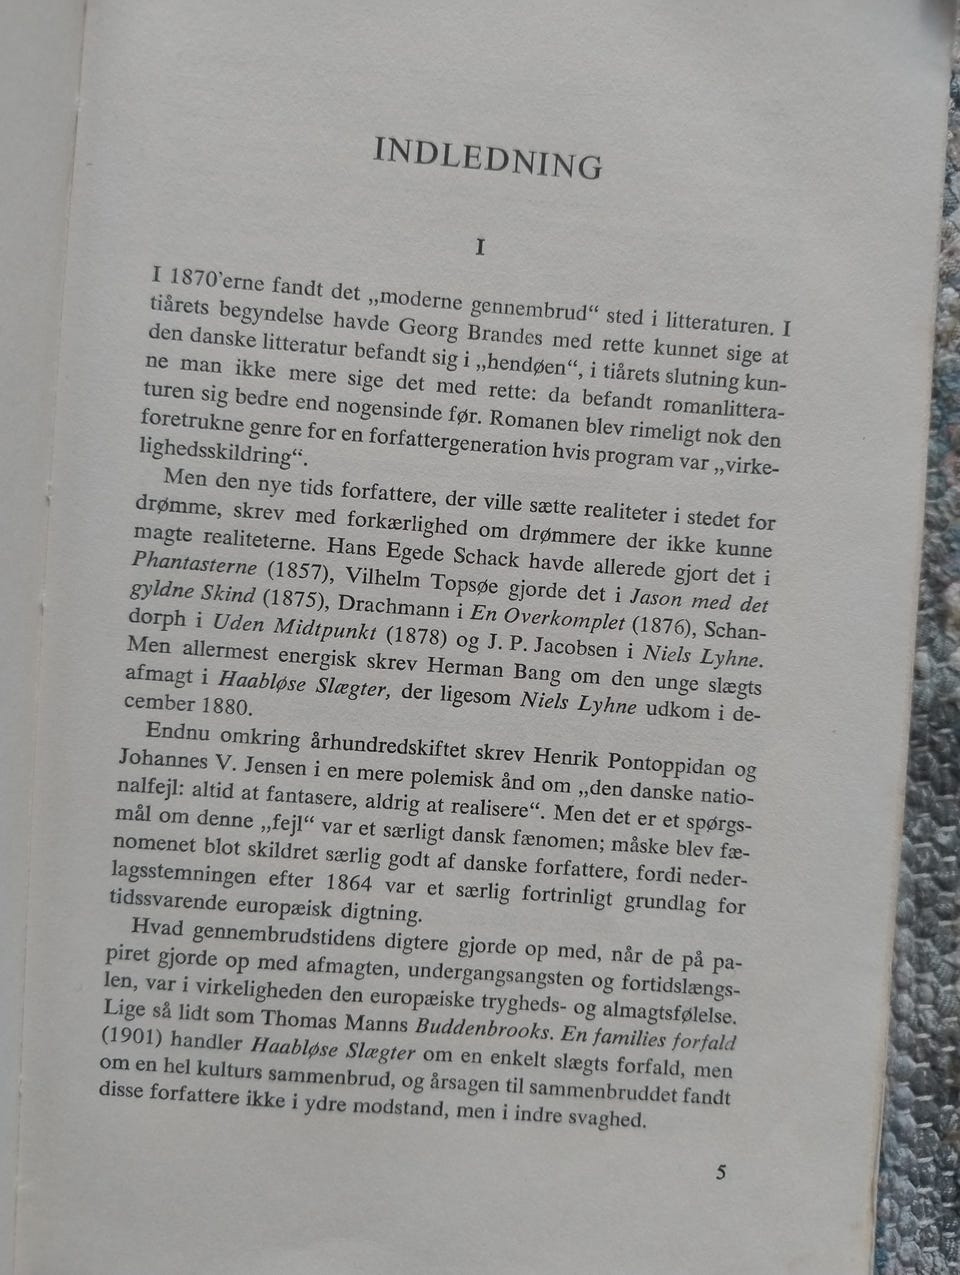 INDLEDNING
I
I 1870'erne fandt det „moderne gennembrud“ sted i litteraturen. I
tiårets begyndelse havde Georg Brandes med rette kunnet sige at
den danske litteratur befandt sig i „hendøen“, i tiårets slutning kun-
ne man ikke mere sige det med rette: da befandt romanlittera-
turen sig bedre end nogensinde før. Romanen blev rimeligt nok den
foretrukne genre for en forfattergeneration hvis program var „virke-
lighedsskildring“.
Men den nye tids forfattere, der ville sætte realiteter i stedet for
drømme, skrev med forkærlighed om drømmere der ikke kunne
magte realiteterne. Hans Egede Schack havde allerede gjort det i
Phantasterne (1857), Vilhelm Topsøe gjorde det i Jason med det
gyldne Skind (1875), Drachmann i En Overkomplet (1876), Schan-
dorph i Uden Midtpunkt (1878) og J. P. Jacobsen i Niels Lyhne.
Men allermest energisk skrev Herman Bang om den unge slægts
afmagt i Haabløse Slægter, der ligesom Niels Lyhne udkom i de-
cember 1880.
Endnu omkring århundredskiftet skrev Henrik Pontoppidan og
Johannes V. Jensen i en mere polemisk ånd om „den danske natio-
nalfejl: altid at fantasere, aldrig at realisere“. Men det er et spørgs-
mål om denne „fejl“ var et særligt dansk fænomen; måske blev fæ-
nomenet blot skildret særlig godt af danske forfattere, fordi neder-
lagsstemningen efter 1864 var et særlig fortrinligt grundlag for
tidssvarende europæisk digtning.
Hvad gennembrudstidens digtere gjorde op med, når de på pa-
piret gjorde op med afmagten, undergangsangsten og fortidslængs-
len, var i virkeligheden den europæiske trygheds- og almagtsfølelse.
Lige så lidt som Thomas Manns Buddenbrooks. En families forfald
(1901) handler Haabløse Slægter om en enkelt slægts forfald, men
om en hel kulturs sammenbrud, og årsagen til sammenbruddet fandt
disse forfattere ikke i ydre modstand, men i indre svaghed.
5